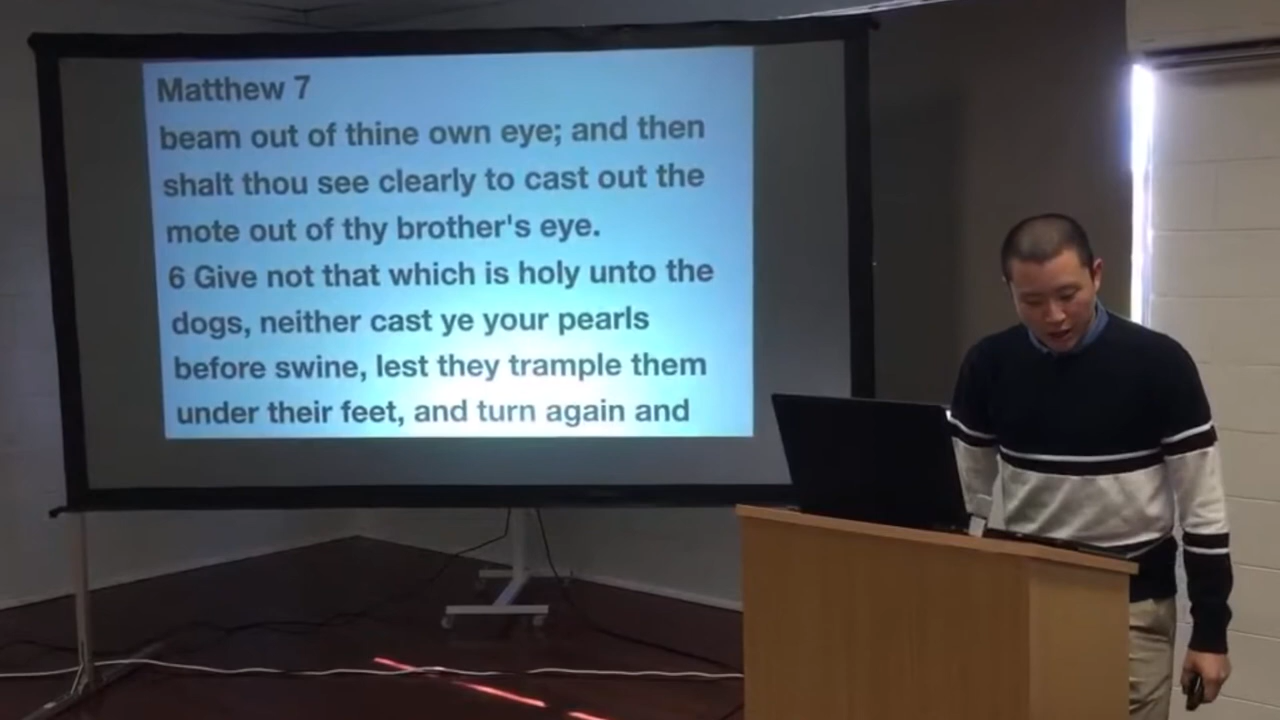 Matthew 7
beam out of thine own eye; and then
shalt thou see clearly to cast out the
mote out of thy brother's eye.
6 Give not that which is holy unto the
dogs, neither cast ye your pearls
before swine, lest they trample them
under their feet, and turn again and